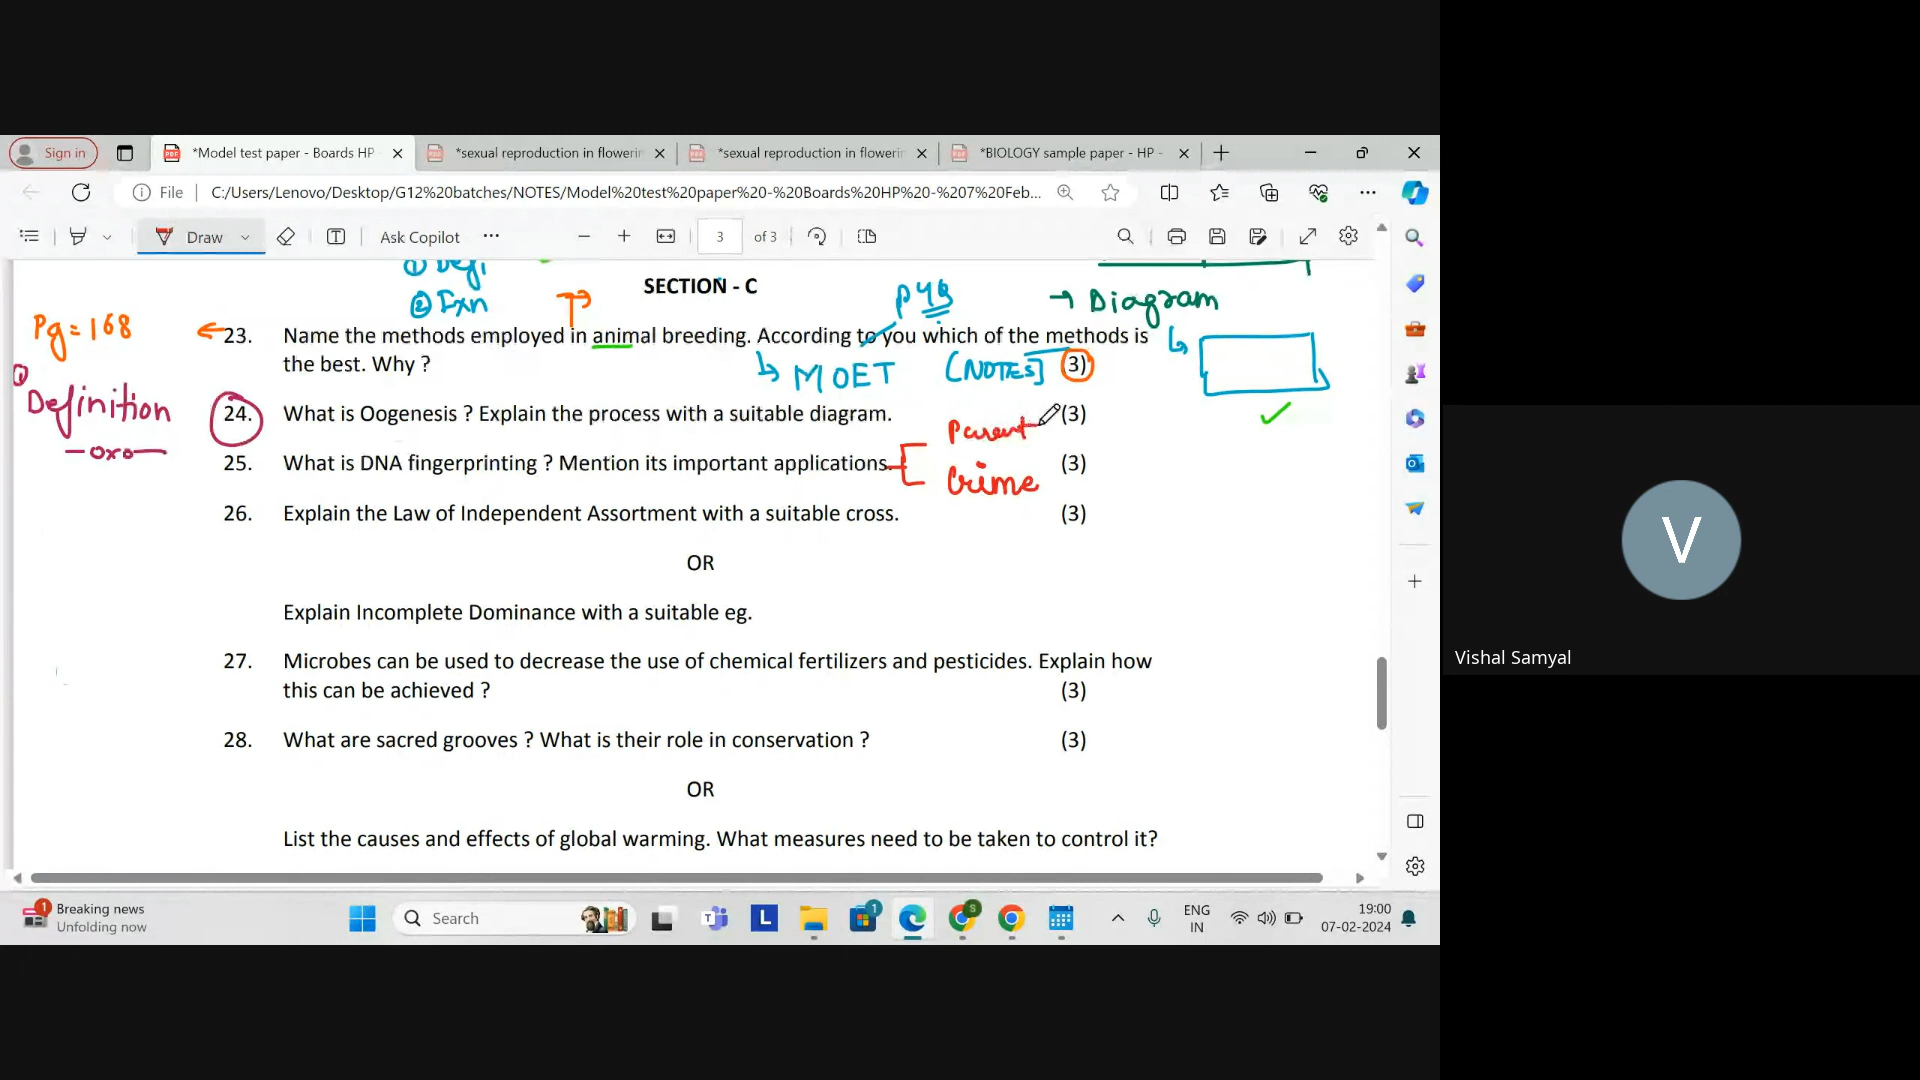 Sign in
*Model test paper - Boards HP
*sexual reproduction in flowerin
*sexual reproduction in flowerin
*BIOLOGY sample paper - HP -
File
C:/Users/Lenovo/Desktop/G12%20batches/NOTES/Model%20test%20paper%20-%20Boards%20HP%20-%207%20Feb...
Draw
Ask Copilot
3 of 3
① Defi
② Fxn
SECTION - C
PYQ
→ Diagram
Pg = 168
23. Name the methods employed in animal breeding. According to you which of the methods is
the best. Why ?
MOET [NOTES] 3)
① Definition
24. What is Oogenesis ? Explain the process with a suitable diagram. (3)
Parent
25. What is DNA fingerprinting ? Mention its important applications. (3)
Crime
26. Explain the Law of Independent Assortment with a suitable cross. (3)
OR
Explain Incomplete Dominance with a suitable eg.
27. Microbes can be used to decrease the use of chemical fertilizers and pesticides. Explain how
this can be achieved ? (3)
28. What are sacred grooves ? What is their role in conservation ? (3)
OR
List the causes and effects of global warming. What measures need to be taken to control it?
V
Vishal Samyal
1
Breaking news
Unfolding now
Search
T
L
1
S
ENG
IN
19:00
07-02-2024